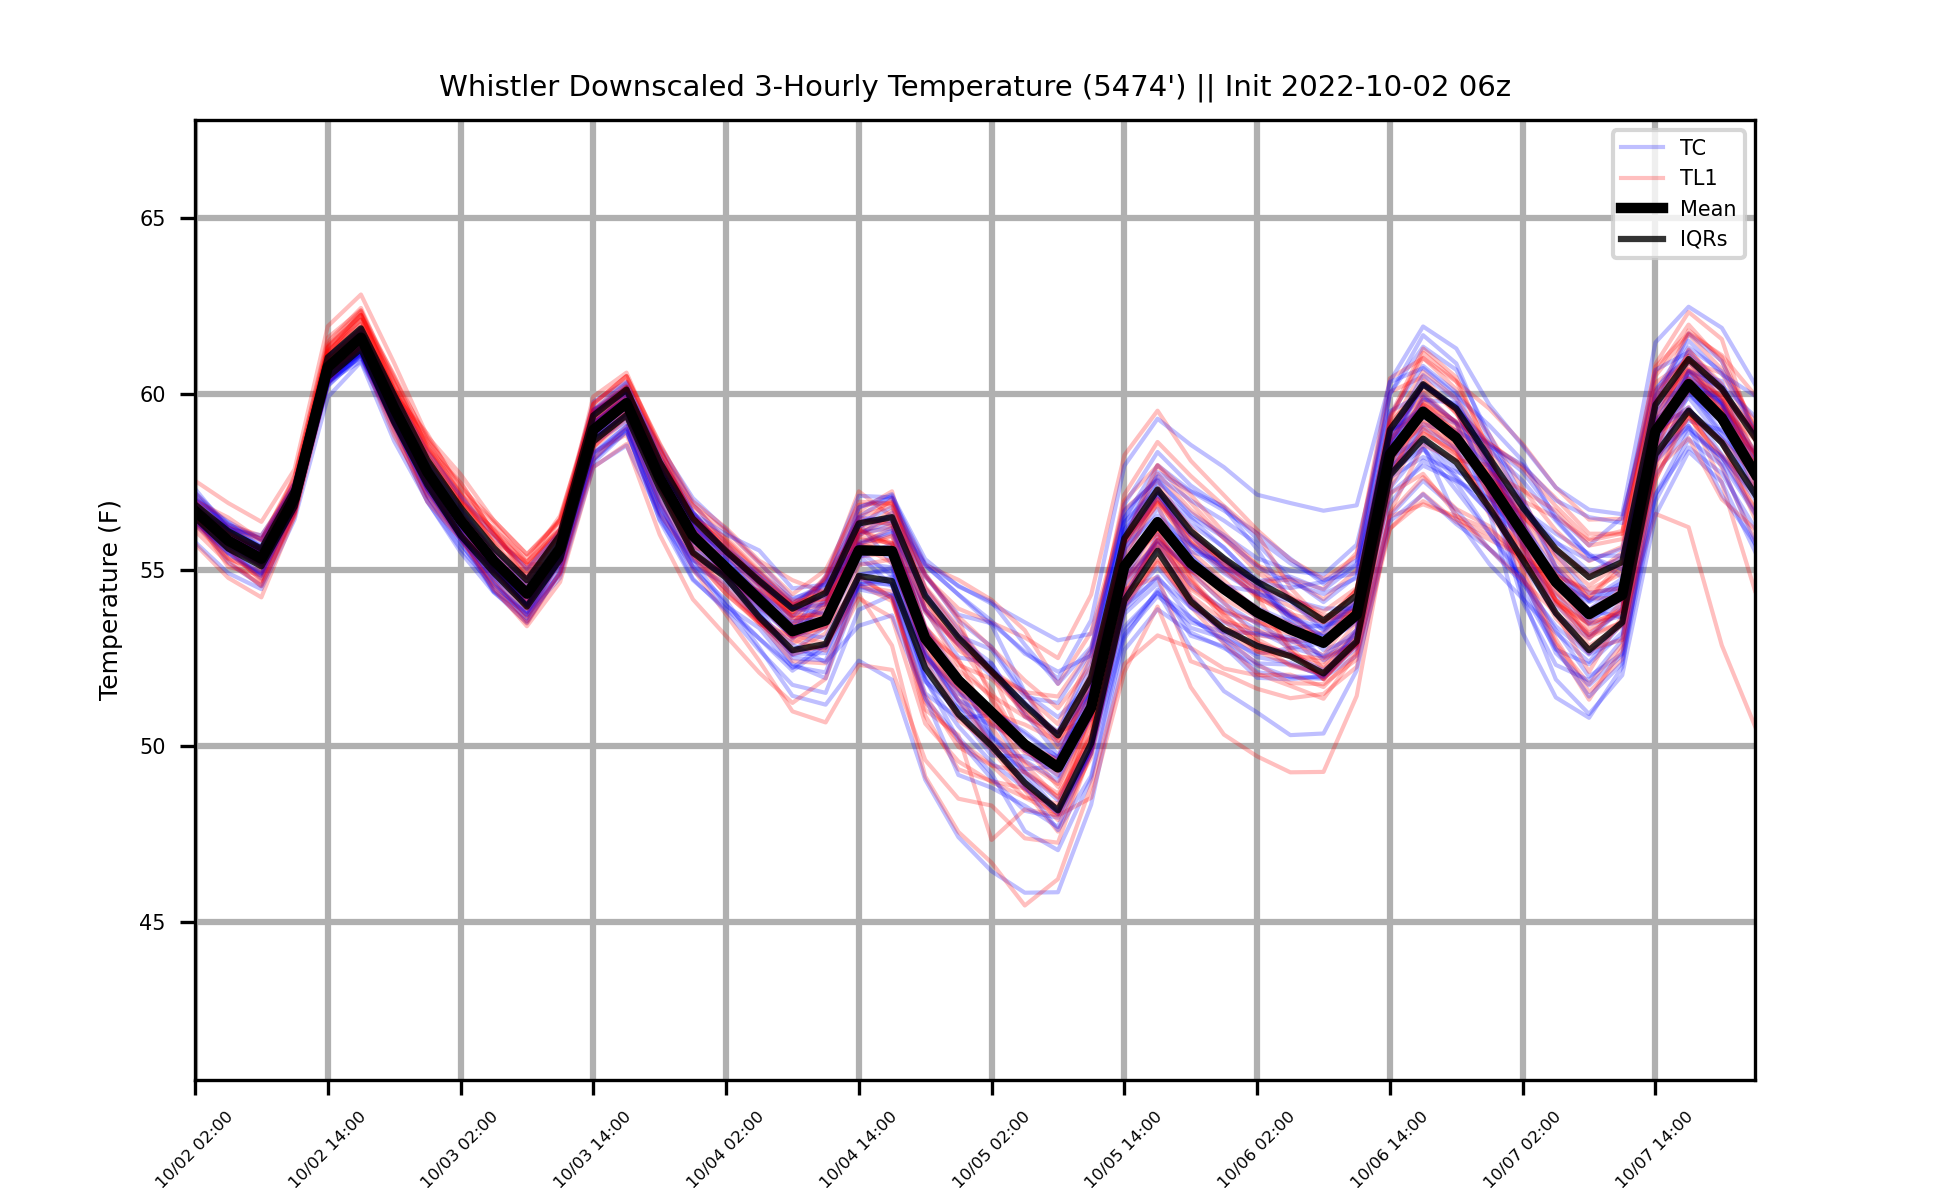 Whistler Downscaled 3-Hourly Temperature (5474') || Init 2022-10-02 06z
TC
TL1
Mean
IQRs
Temperature (F)
65
60
55
50
45
10/02 02:00
10/02 14:00
10/03 02:00
10/03 14:00
10/04 02:00
10/04 14:00
10/05 02:00
10/05 14:00
10/06 02:00
10/06 14:00
10/07 02:00
10/07 14:00